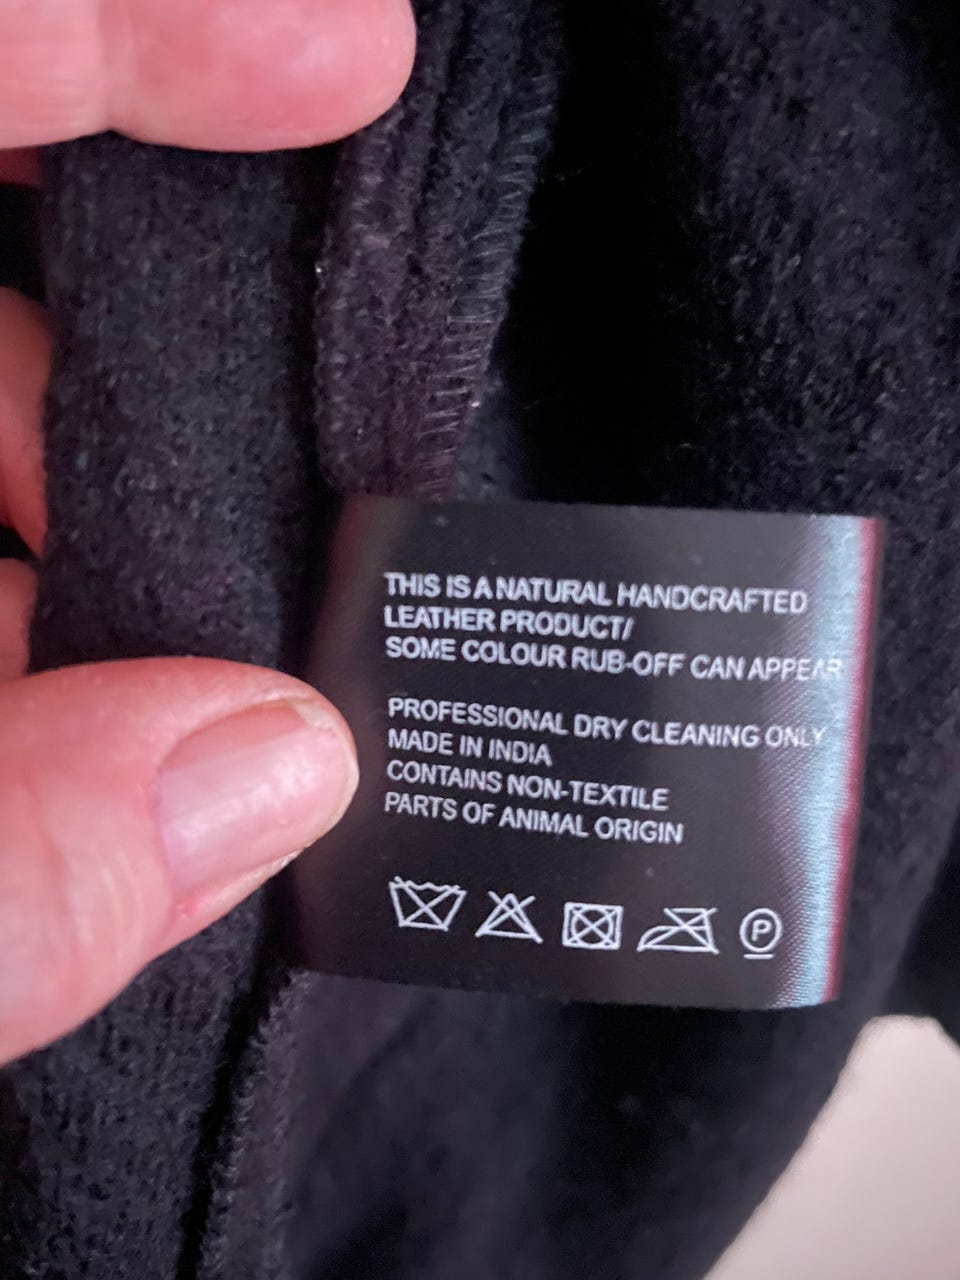 THIS IS A NATURAL HANDCRAFTED
LEATHER PRODUCT/
SOME COLOUR RUB-OFF CAN APPEAR
PROFESSIONAL DRY CLEANING ONLY
MADE IN INDIA
CONTAINS NON-TEXTILE
PARTS OF ANIMAL ORIGIN
P